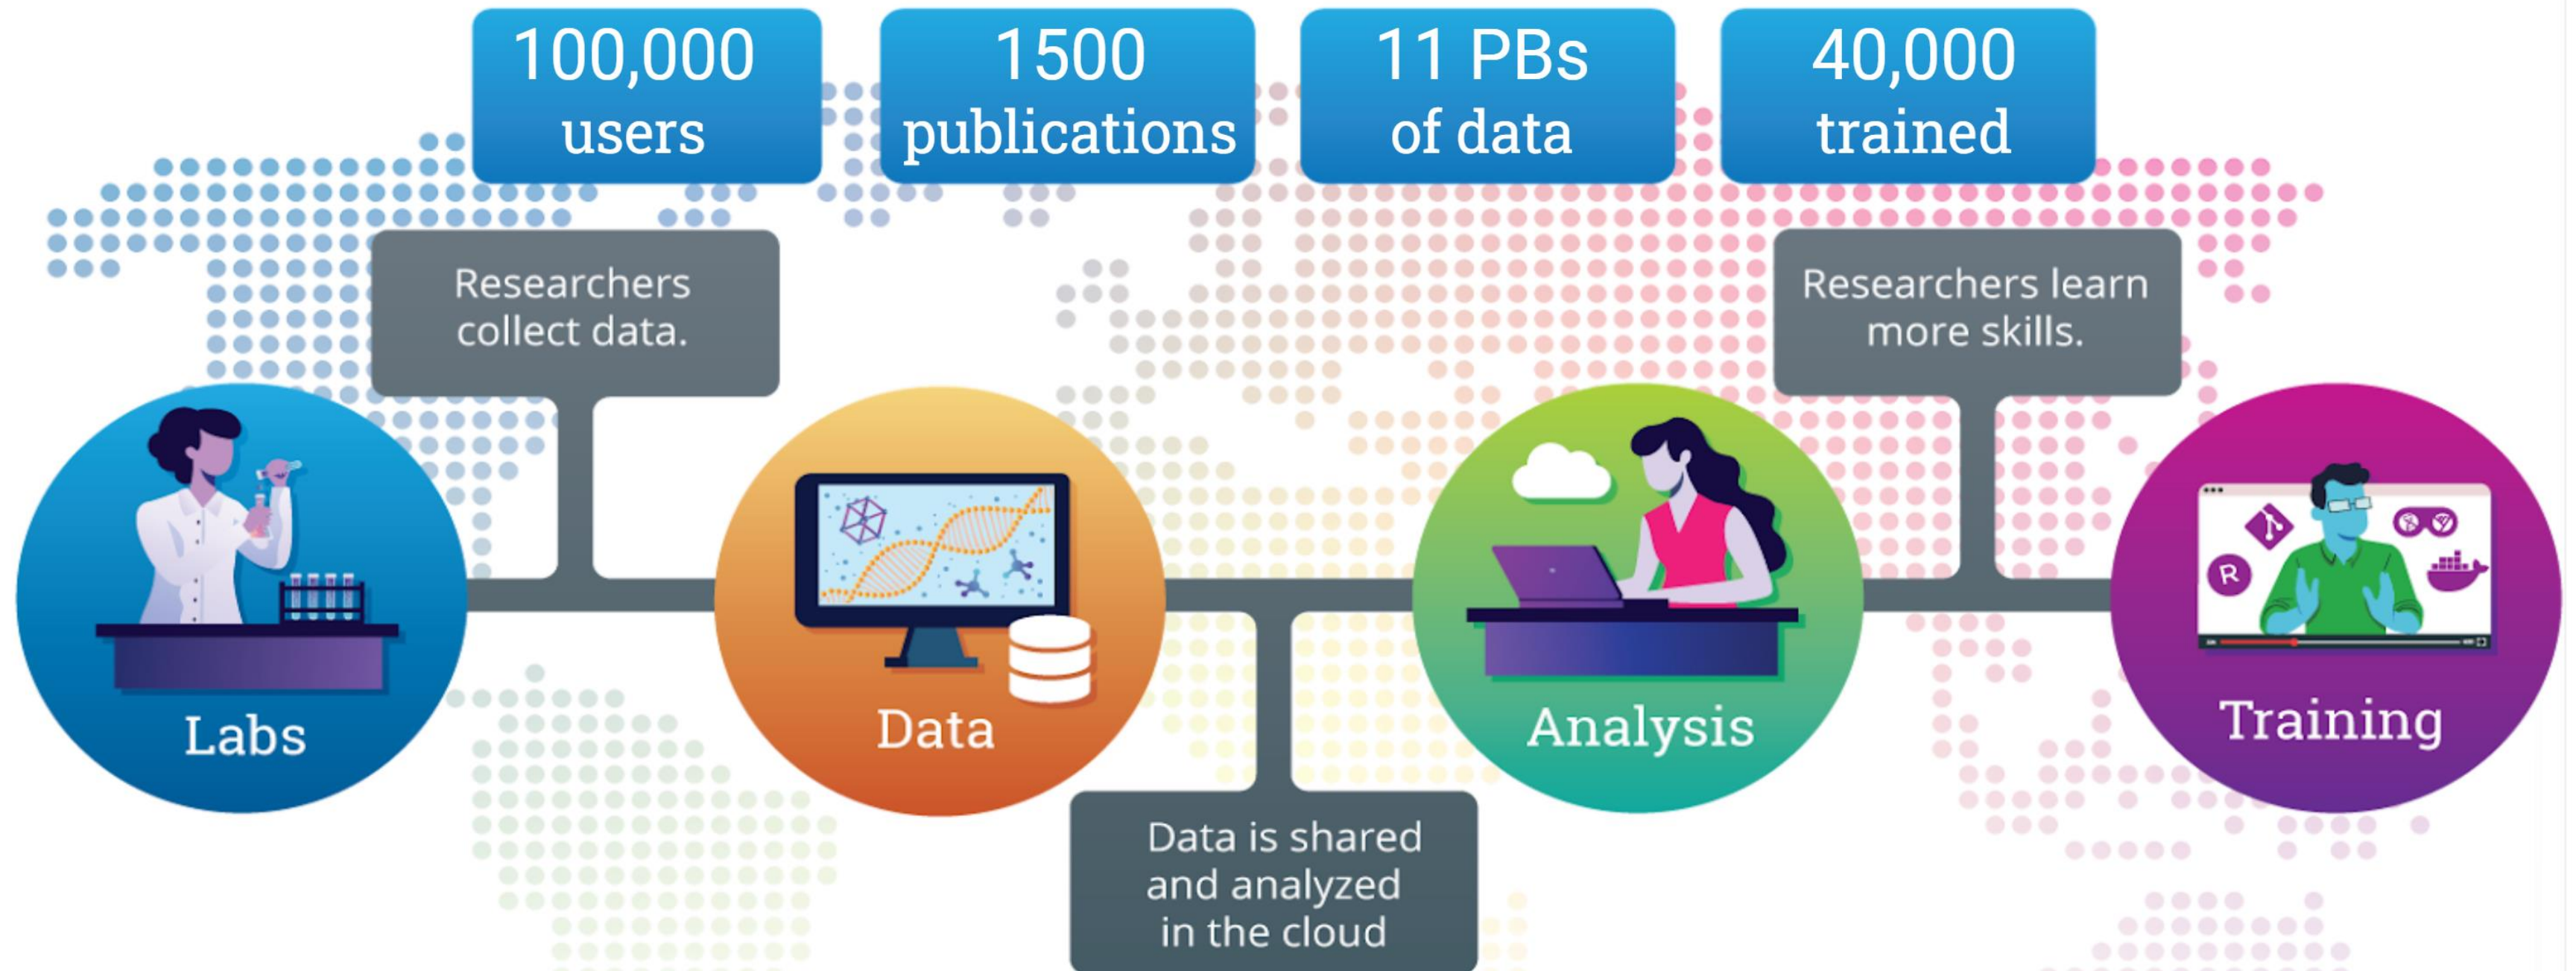 100,000
users
1500
publications
11 PBs
of data
40,000
trained
Researchers
collect data.
Researchers learn
more skills.
Labs
Data
Analysis
R
Training
Data is shared
and analyzed
in the cloud